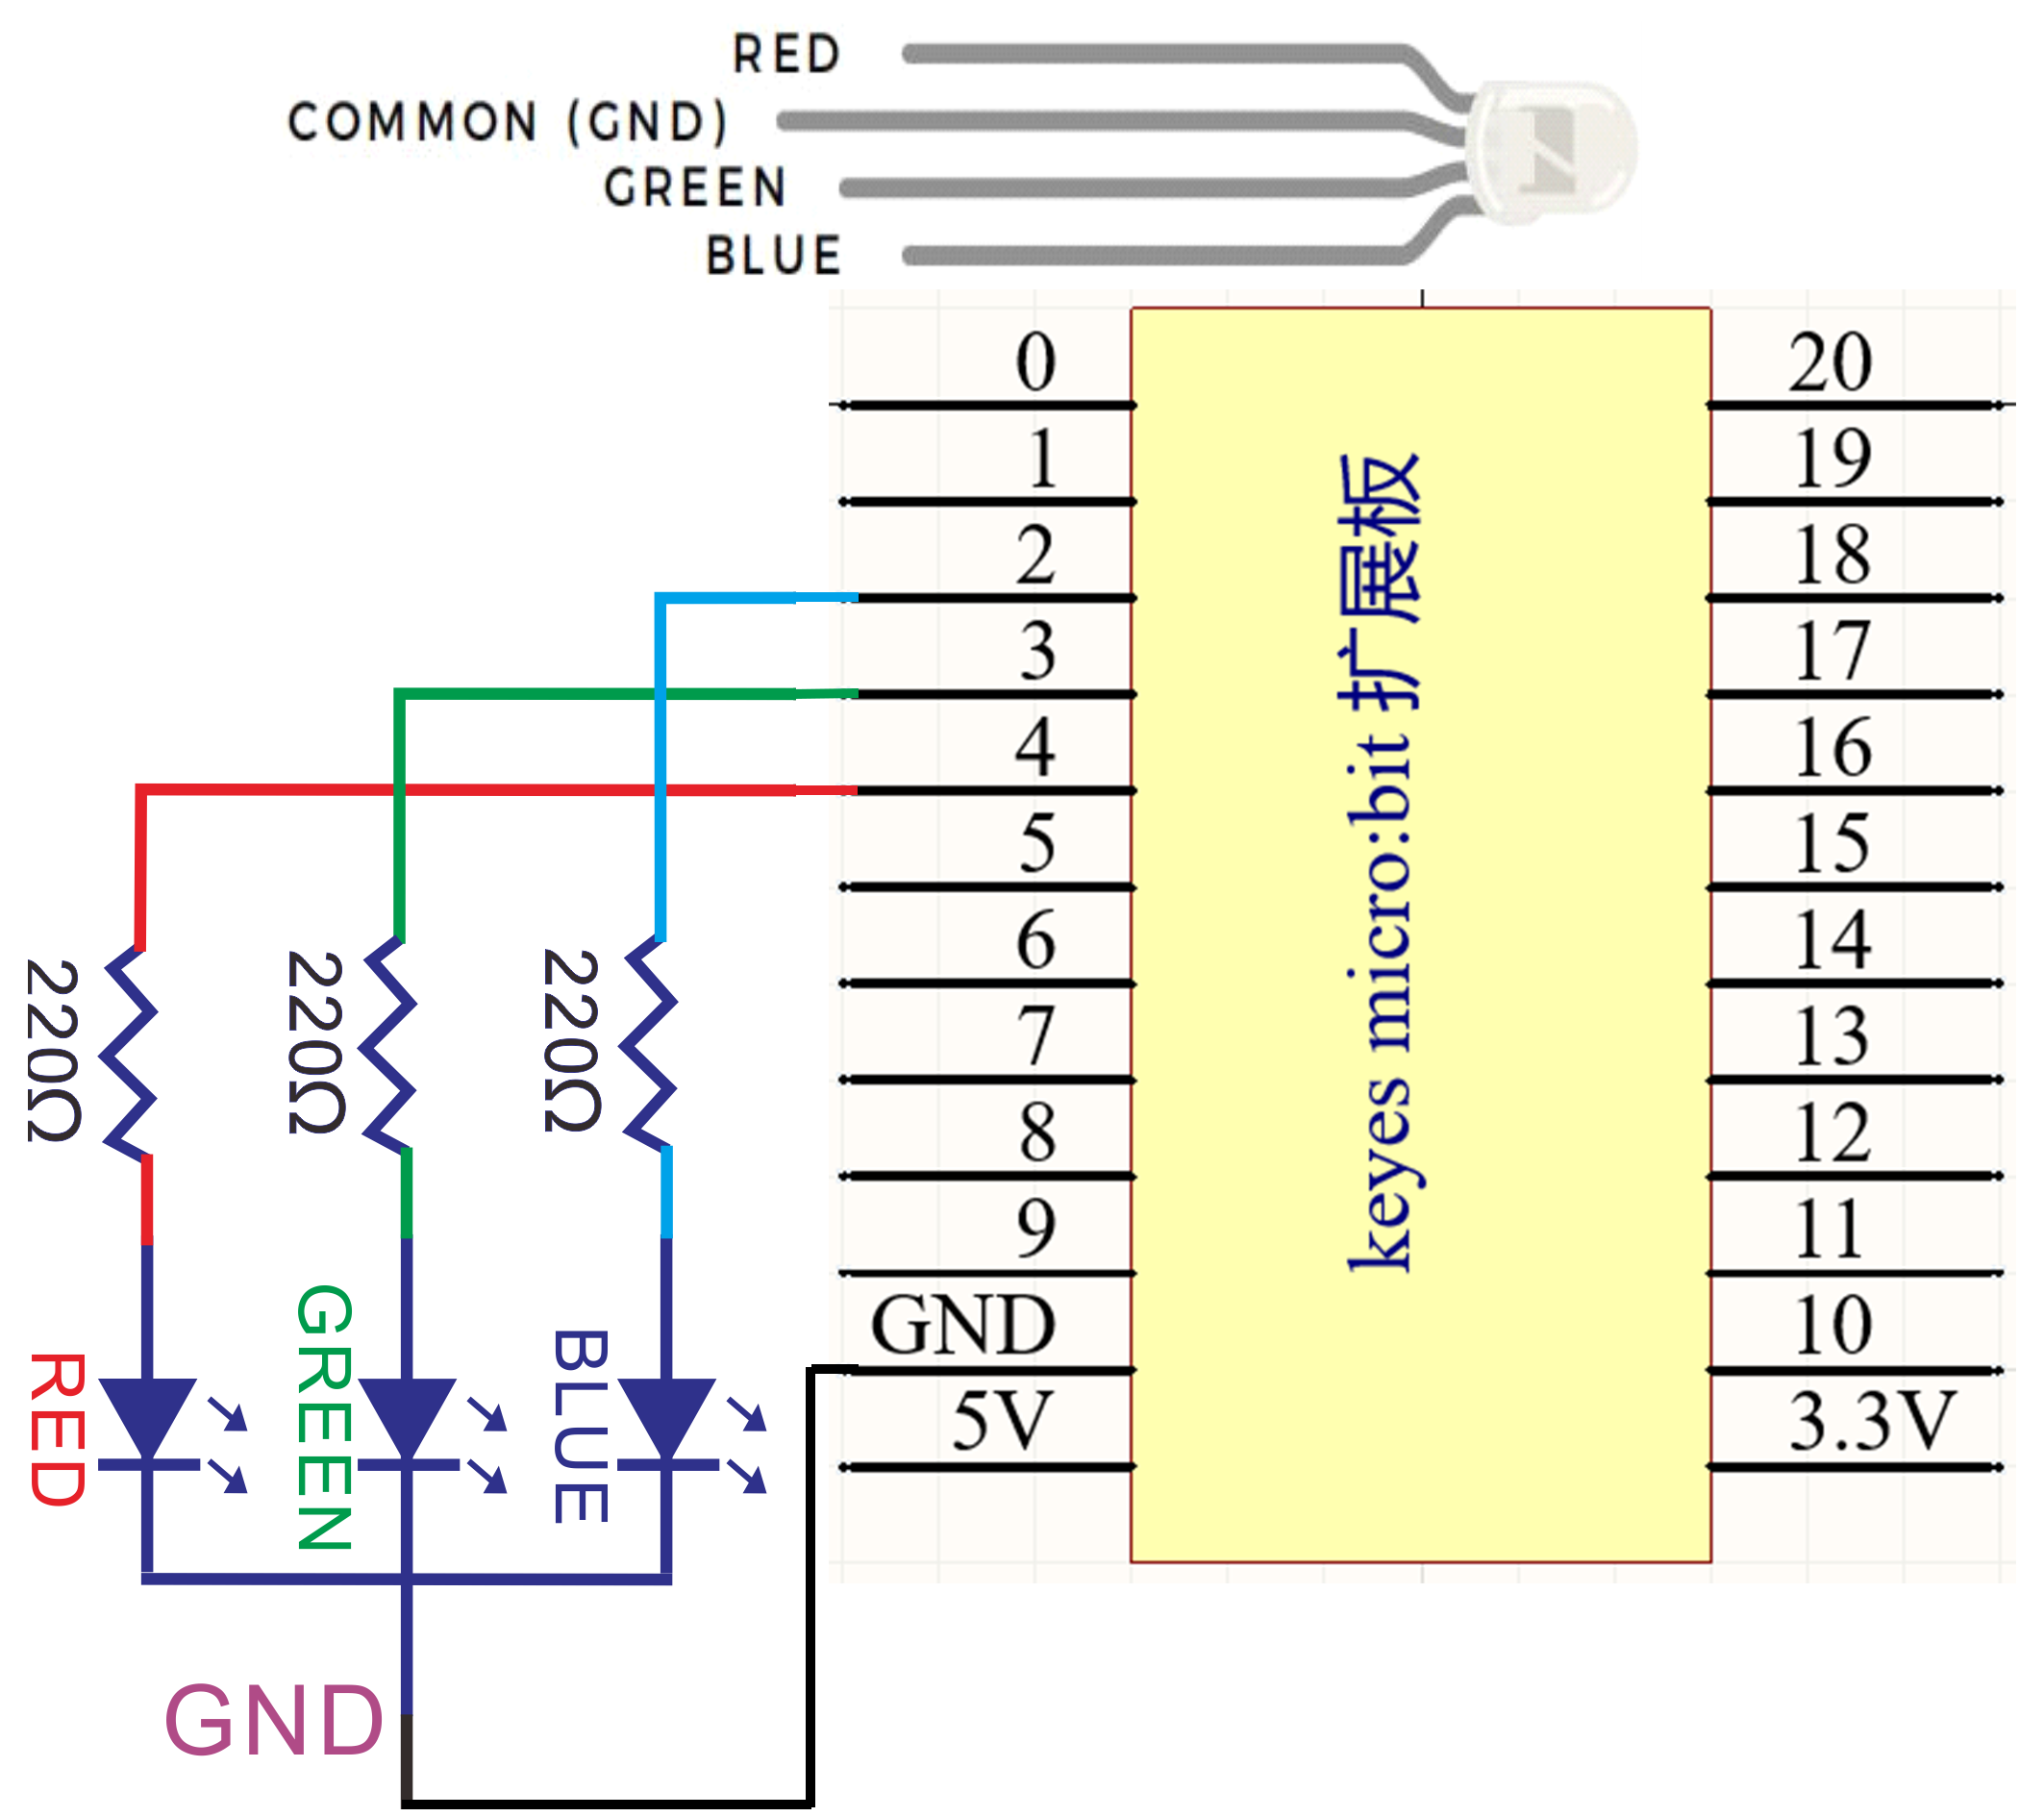 RED
COMMON (GND)
GREEN
BLUE
0
1
2
3
4
5
6
7
8
9
GND
5V
keyes micro:bit 扩展板
20
19
18
17
16
15
14
13
12
11
10
3.3V
220Ω
220Ω
220Ω
RED
GREEN
BLUE
GND